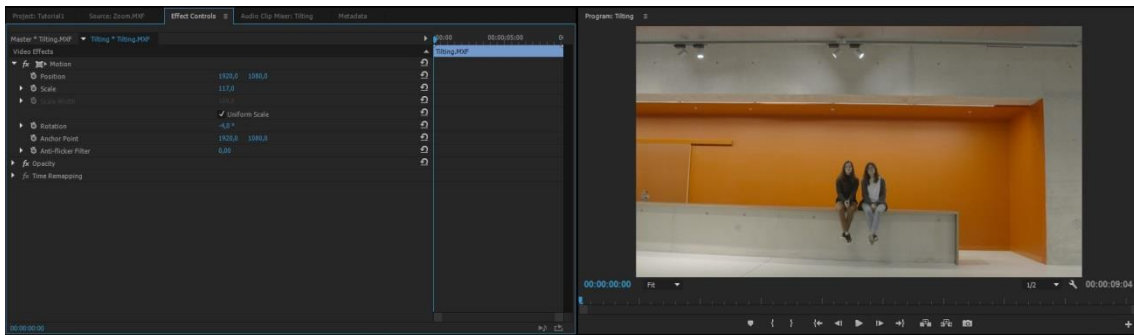 Project: Tutorial1 Source: Zoom.MXF Effect Controls Audio Clip Mixer: Tilting Metadata
Master * Tilting.MXF Tilting * Tilting.MXF 00:00 00:00:05:00
Video Effects Tilting.MXF
fx Motion
Position 1920,0 1080,0
Scale 117,0
Scale Width
Uniform Scale
Rotation -4,0 °
Anchor Point 1920,0 1080,0
Anti-flicker Filter 0,00
fx Opacity
fx Time Remapping
00:00:00:00
Program: Tilting
00:00:00:00 Fit 1/2 00:00:09:04